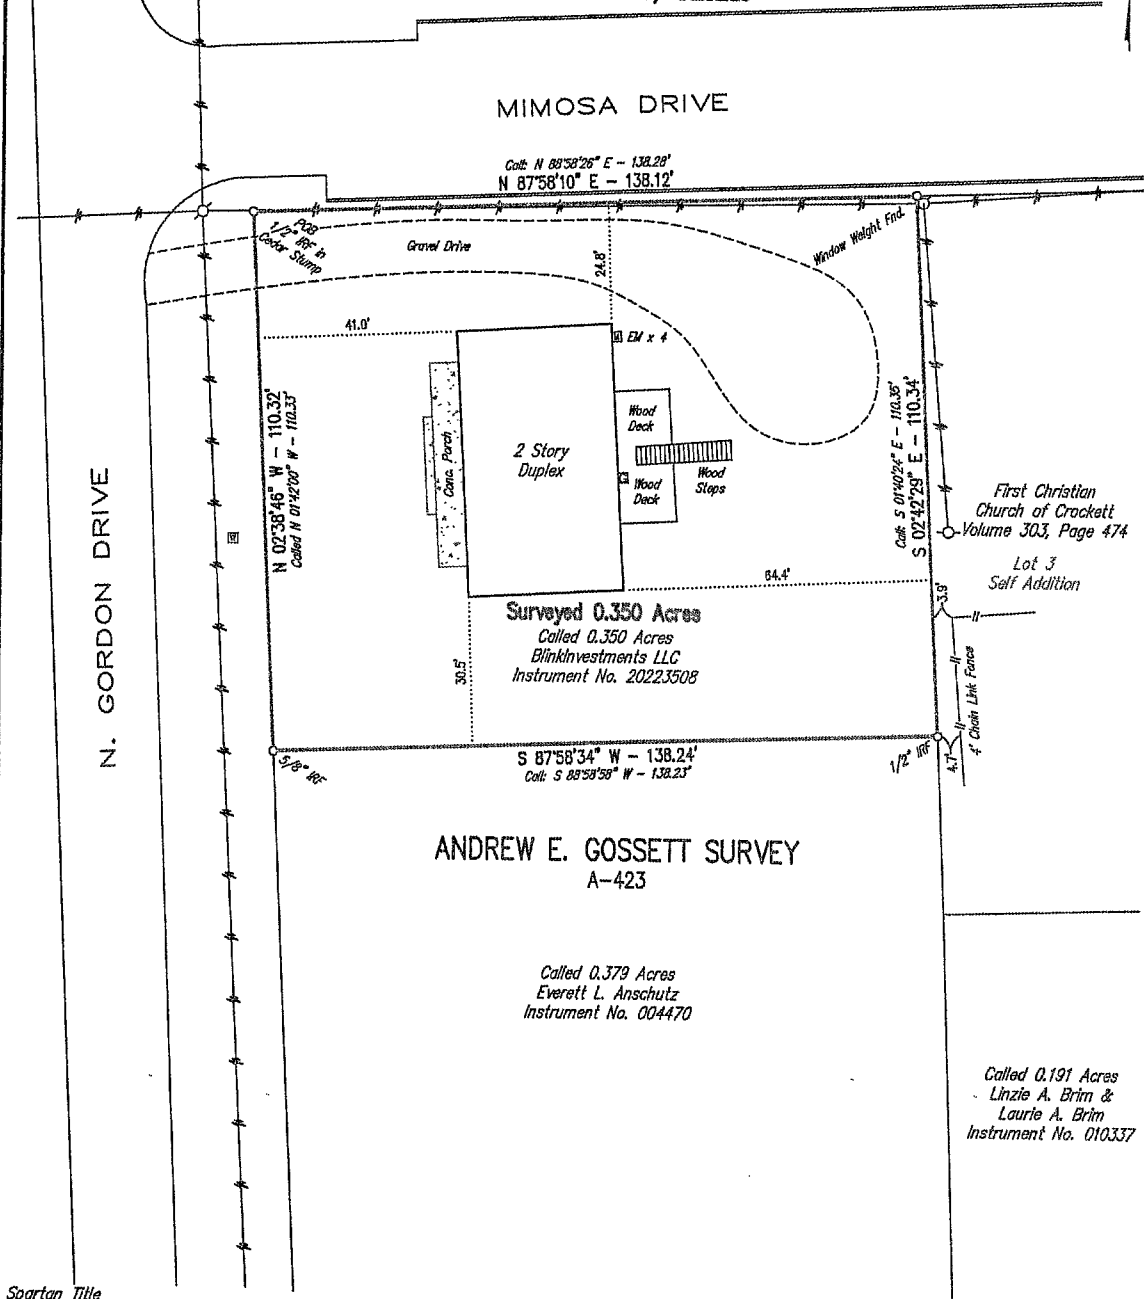 MIMOSA DRIVE
Call: N 88°58'26" E - 138.28'
N 87°58'10" E - 138.12'
POB
1/2" IRF in
Cedar Stump
Gravel Drive
Window Weight Fnd.
24.8'
41.0'
EM x 4
N 02°38'46" W - 110.32'
Called N 01°42'00" W - 110.33'
Conc. Porch
2 Story
Duplex
Wood
Deck
Wood
Deck
Wood
Steps
Call: S 01°40'24" E - 110.36'
S 02°42'29" E - 110.34'
N. GORDON DRIVE
First Christian
Church of Crockett
Volume 303, Page 474
Lot 3
Self Addition
64.4'
3.9'
Surveyed 0.350 Acres
Called 0.350 Acres
BlinkInvestments LLC
Instrument No. 20223508
30.5'
4' Chain Link Fence
S 87°58'34" W - 138.24'
Call: S 88°58'58" W - 138.23'
5/8" IRF
1/2" IRF
4.7'
ANDREW E. GOSSETT SURVEY
A-423
Called 0.379 Acres
Everett L. Anschutz
Instrument No. 004470
Called 0.191 Acres
Linzie A. Brim &
Laurie A. Brim
Instrument No. 010337
Spartan Title